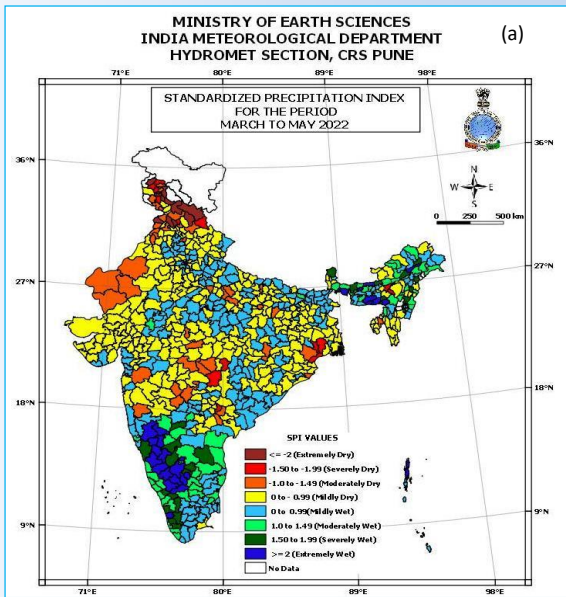 MINISTRY OF EARTH SCIENCES
INDIA METEOROLOGICAL DEPARTMENT
HYDROMET SECTION, CRS PUNE
(a)
71°E 80°E 89°E 98°E
STANDARDIZED PRECIPITATION INDEX
FOR THE PERIOD
MARCH TO MAY 2022
36°N 36°N
N
W E
S
0 250 500 km
27°N 27°N
18°N 18°N
SPI VALUES
<= -2 (Extremely Dry)
-1.50 to -1.99 (Severely Dry)
-1.0 to -1.49 (Moderately Dry
0 to - 0.99 (Mildly Dry)
0 to 0.99(Mildly Wet)
1.0 to 1.49 (Moderately Wet)
1.50 to 1.99 (Severely Wet)
>= 2 (Extremely Wet)
No Data
9°N 9°N
71°E 80°E 89°E 98°E